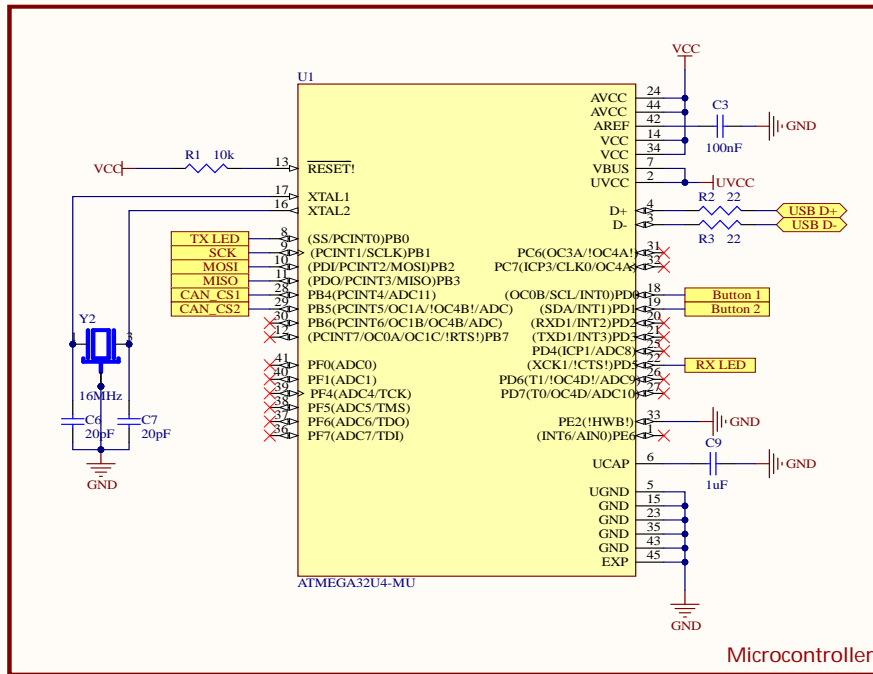 VCC
U1
24 AVCC
44 AVCC
42 AREF
C3
100nF
GND
14 VCC
34 VCC
7 VBUS
2 UVCC
UVCC
VCC
R1 10k
13
RESET!
17
XTAL1
16
XTAL2
D+ 4
R2 22
USB D+
D- 3
R3 22
USB D-
TX LED
8
(SS/PCINT0)PB0
SCK
9
(PCINT1/SCLK)PB1
MOSI
10
(PDI/PCINT2/MOSI)PB2
MISO
11
(PDO/PCINT3/MISO)PB3
CAN_CS1
28
PB4(PCINT4/ADC11)
CAN_CS2
29
PB5(PCINT5/OC1A/!OC4B!/ADC)
30
PB6(PCINT6/OC1B/OC4B/ADC)
12
(PCINT7/OC0A/OC1C/!RTS!)PB7
41
PF0(ADC0)
40
PF1(ADC1)
39
PF4(ADC4/TCK)
38
PF5(ADC5/TMS)
37
PF6(ADC6/TDO)
36
PF7(ADC7/TDI)
PC6(OC3A/!OC4A!)
31
PC7(ICP3/CLK0/OC4A)
32
(OC0B/SCL/INT0)PD0
18
Button 1
(SDA/INT1)PD1
19
Button 2
(RXD1/INT2)PD2
20
(TXD1/INT3)PD3
21
PD4(ICP1/ADC8)
25
(XCK1/!CTS!)PD5
22
RX LED
PD6(T1/!OC4D!/ADC9)
26
PD7(T0/OC4D/ADC10)
27
PE2(!HWB!)
33
GND
(INT6/AIN0)PE6
1
UCAP
6
C9
1uF
GND
UGND 5
GND 15
GND 23
GND 35
GND 43
EXP 45
GND
Y2
1
3
16MHz
C6
20pF
C7
20pF
GND
ATMEGA32U4-MU
Microcontroller